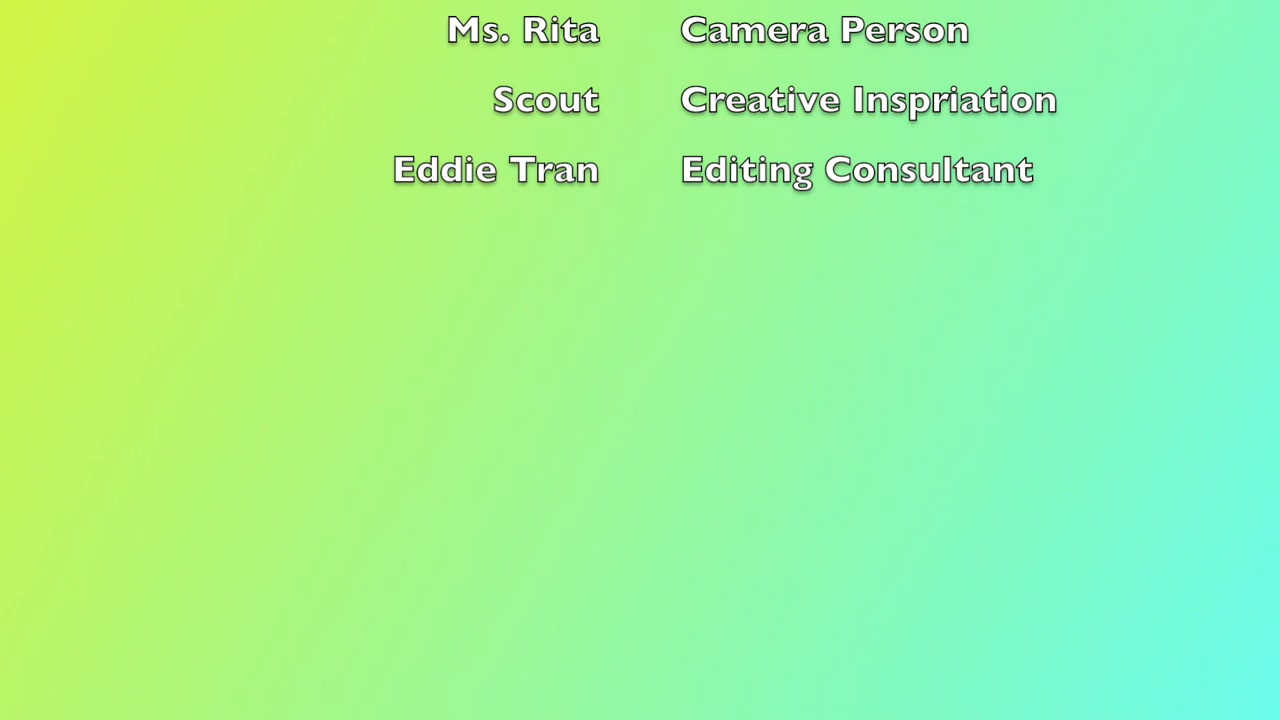 Ms. Rita Camera Person
Scout Creative Inspriation
Eddie Tran Editing Consultant